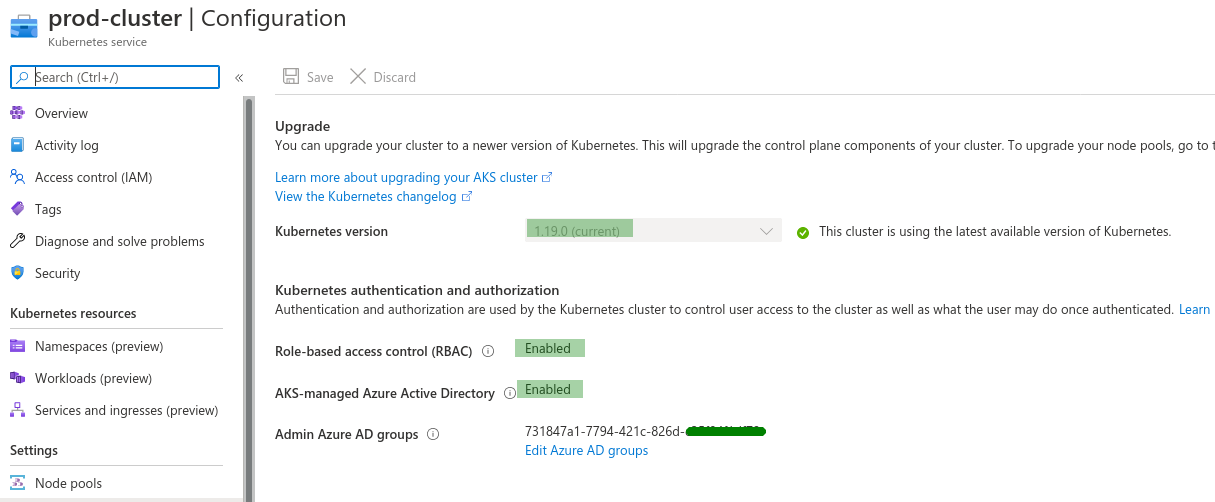 prod-cluster | Configuration
Kubernetes service
Search (Ctrl+/)
«
Save
Discard
Overview
Activity log
Access control (IAM)
Tags
Diagnose and solve problems
Security
Kubernetes resources
Namespaces (preview)
Workloads (preview)
Services and ingresses (preview)
Settings
Node pools
Upgrade
You can upgrade your cluster to a newer version of Kubernetes. This will upgrade the control plane components of your cluster. To upgrade your node pools, go to
Learn more about upgrading your AKS cluster
View the Kubernetes changelog
Kubernetes version
1.19.0 (current)
This cluster is using the latest available version of Kubernetes.
Kubernetes authentication and authorization
Authentication and authorization are used by the Kubernetes cluster to control user access to the cluster as well as what the user may do once authenticated. Learn
Role-based access control (RBAC)
Enabled
AKS-managed Azure Active Directory
Enabled
Admin Azure AD groups
731847a1-7794-421c-826d-
Edit Azure AD groups